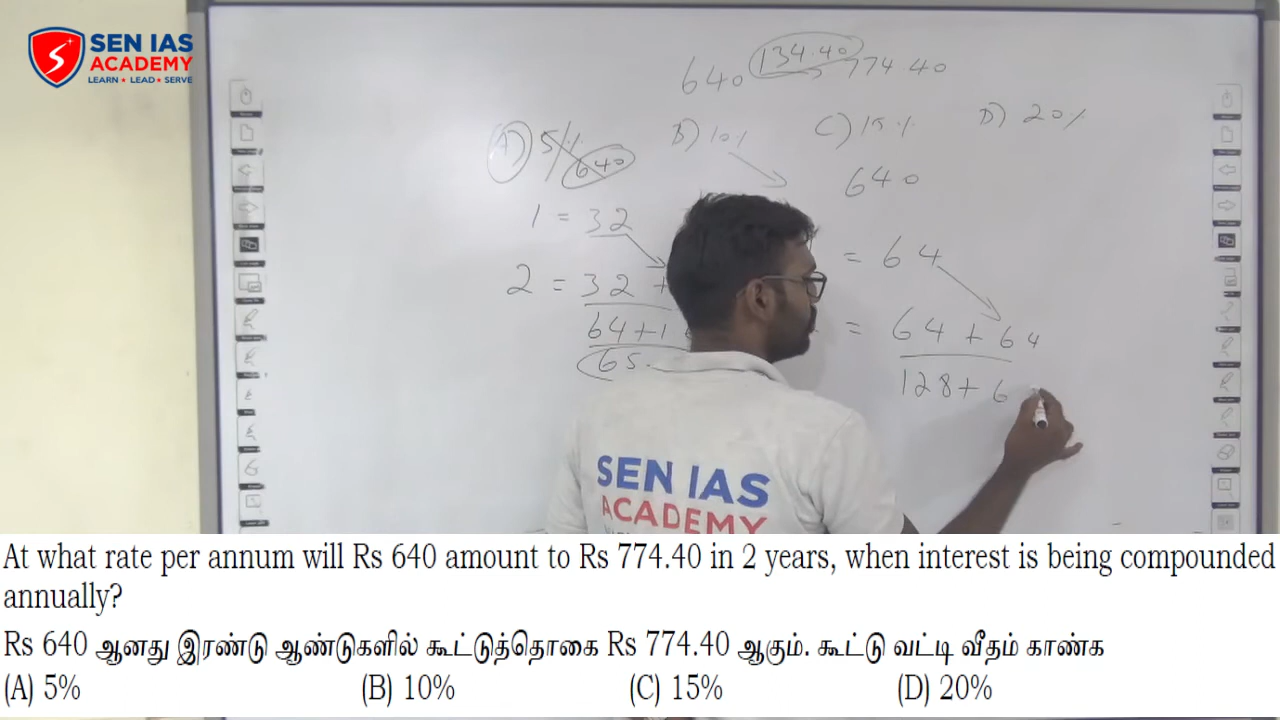 SEN IAS
ACADEMY
LEARN ★ LEAD ★ SERVE
640 134.40 774.40
A) 5% B) 10% C) 15% D) 20%
640 640
1 = 32
= 64
2 = 32 +
= 64 + 64
64+1
128+6
65.
SEN IAS
ACADEMY
At what rate per annum will Rs 640 amount to Rs 774.40 in 2 years, when interest is being compounded
annually?
Rs 640 ஆனது இரண்டு ஆண்டுகளில் கூட்டுத்தொகை Rs 774.40 ஆகும். கூட்டு வட்டி வீதம் காண்க
(A) 5% (B) 10% (C) 15% (D) 20%